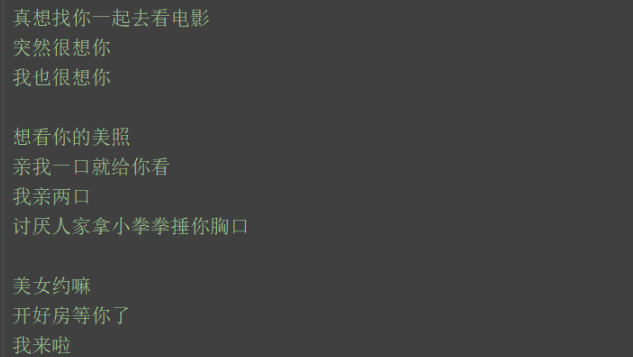 真想找你一起去看电影
突然很想你
我也很想你

想看你的美照
亲我一口就给你看
我亲两口
讨厌人家拿小拳拳捶你胸口

美女约嘛
开好房等你了
我来啦